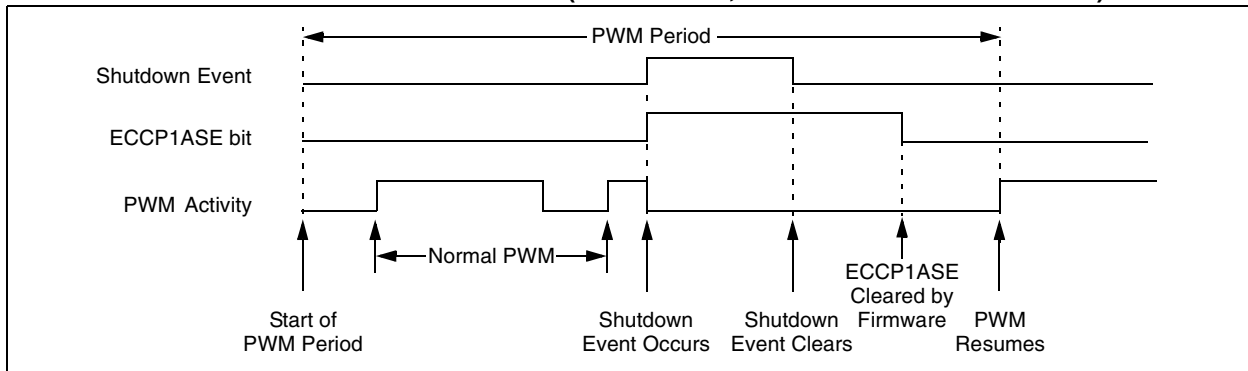 PWM Period
Shutdown Event
ECCP1ASE bit
PWM Activity
Normal PWM
Start of
PWM Period
Shutdown
Event Occurs
Shutdown
Event Clears
ECCP1ASE
Cleared by
Firmware
PWM
Resumes